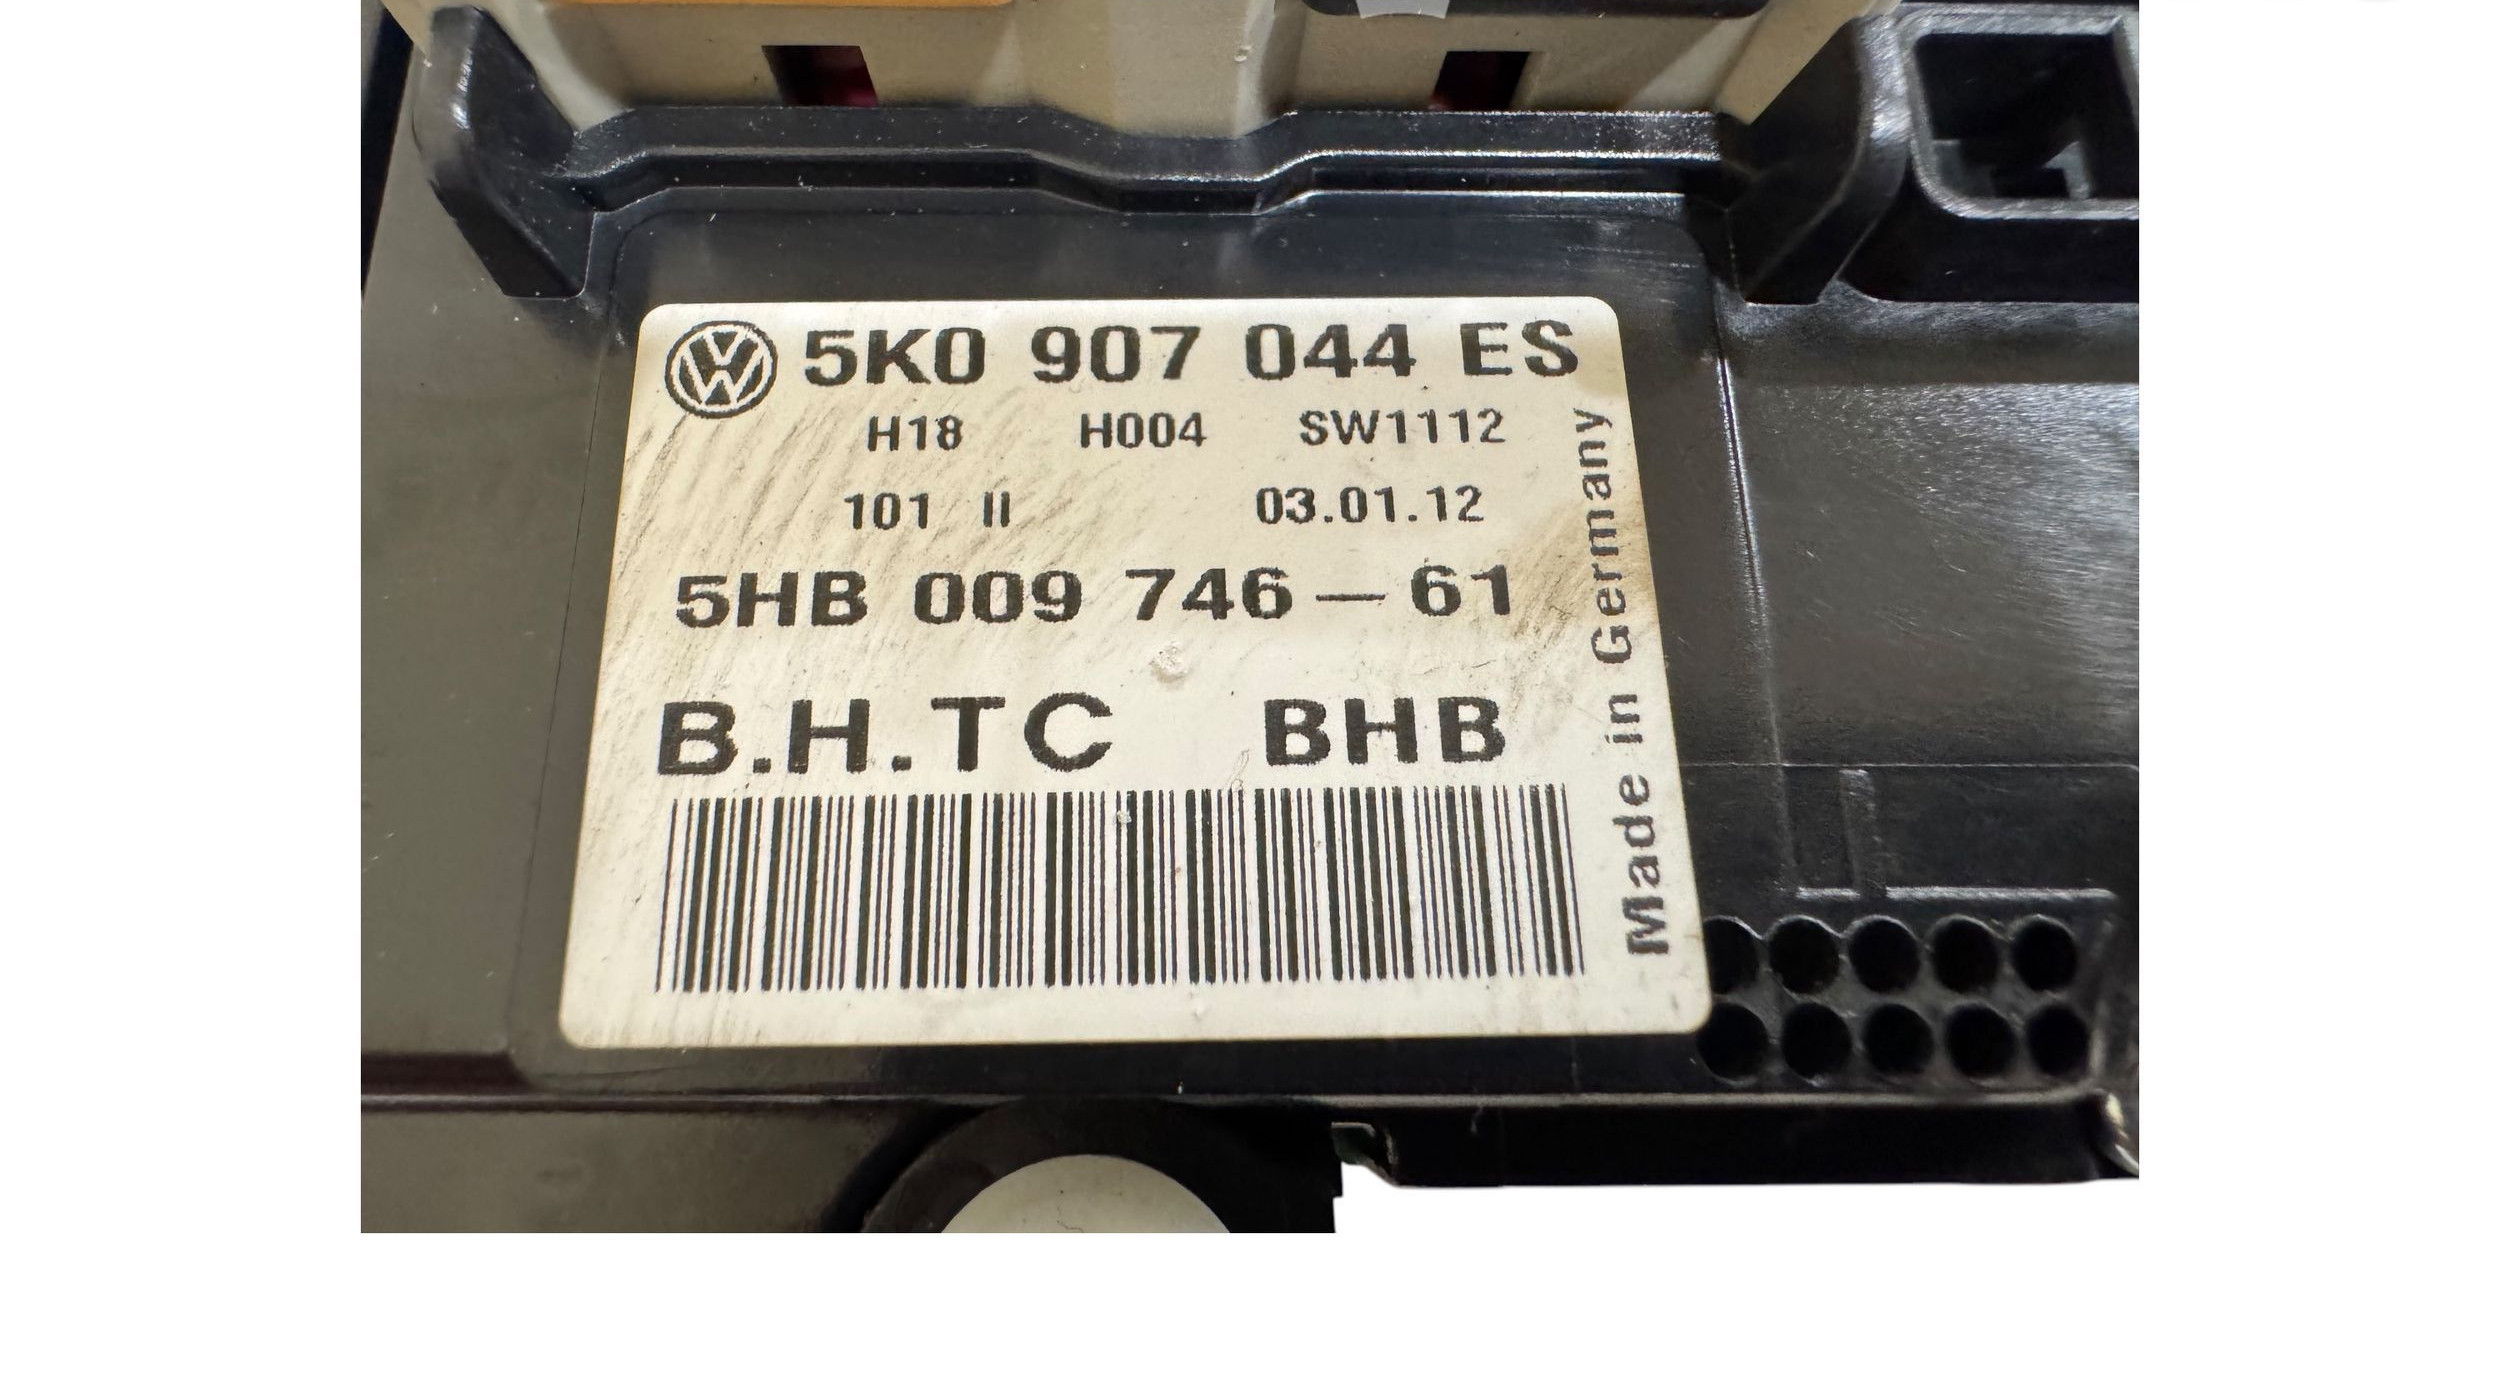 5K0 907 044 ES
H18 H004 SW1112
101 II 03.01.12
5HB 009 746-61
B.H.TC BHB
Made in Germany